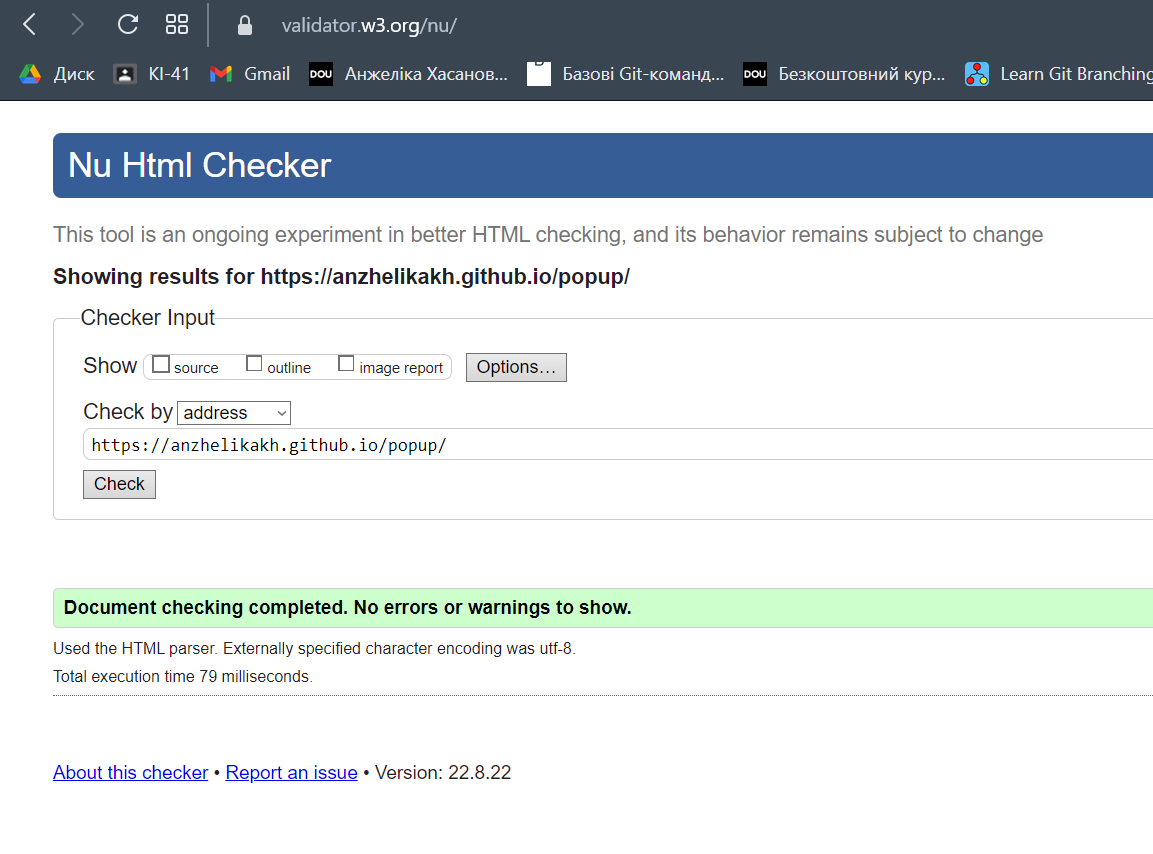 validator.w3.org/nu/
Диск КІ-41 Gmail DOU Анжеліка Хасанов... Базові Git-команд... DOU Безкоштовний кур... Learn Git Branching
Nu Html Checker
This tool is an ongoing experiment in better HTML checking, and its behavior remains subject to change
Showing results for https://anzhelikakh.github.io/popup/
Checker Input
Show source outline image report Options...
Check by address
https://anzhelikakh.github.io/popup/
Check
Document checking completed. No errors or warnings to show.
Used the HTML parser. Externally specified character encoding was utf-8.
Total execution time 79 milliseconds.
About this checker • Report an issue • Version: 22.8.22